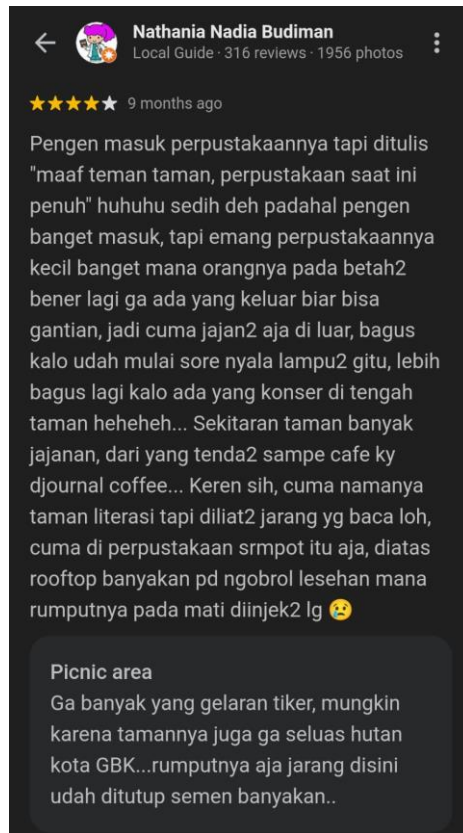 Nathania Nadia Budiman
Local Guide · 316 reviews · 1956 photos
9 months ago
Pengen masuk perpustakaannya tapi ditulis
"maaf teman taman, perpustakaan saat ini
penuh" huhuhu sedih deh padahal pengen
banget masuk, tapi emang perpustakaannya
kecil banget mana orangnya pada betah2
bener lagi ga ada yang keluar biar bisa
gantian, jadi cuma jajan2 aja di luar, bagus
kalo udah mulai sore nyala lampu2 gitu, lebih
bagus lagi kalo ada yang konser di tengah
taman heheheh... Sekitaran taman banyak
jajanan, dari yang tenda2 sampe cafe ky
djournal coffee... Keren sih, cuma namanya
taman literasi tapi diliat2 jarang yg baca loh,
cuma di perpustakaan srmpot itu aja, diatas
rooftop banyakan pd ngobrol lesehan mana
rumputnya pada mati diinjek2 lg 😢
Picnic area
Ga banyak yang gelaran tiker, mungkin
karena tamannya juga ga seluas hutan
kota GBK...rumputnya aja jarang disini
udah ditutup semen banyakan..